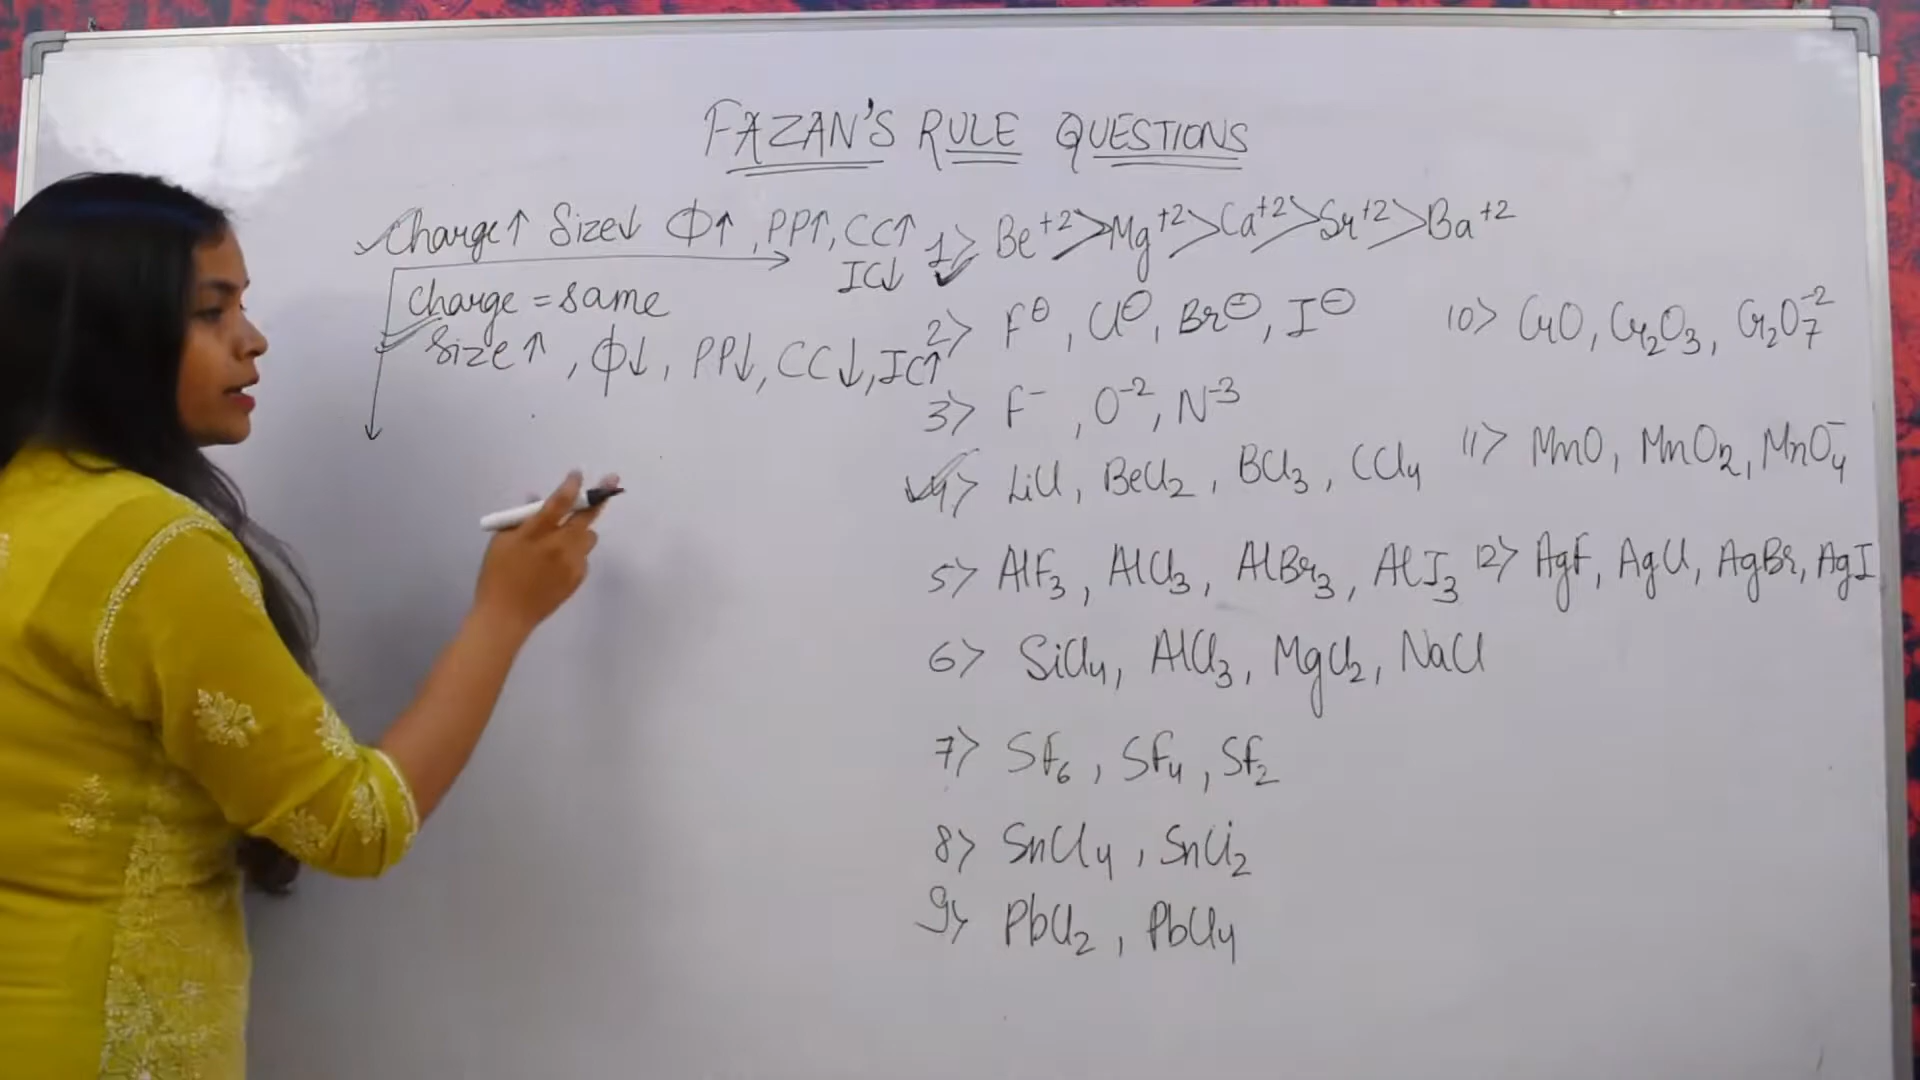 FAZAN'S RULE QUESTIONS
Charge↑ Size↓ Φ↑, PP↑, CC↑
IC↓
Charge = same
Size↑, Φ↓, PP↓, CC↓, IC↑
1> Be+2 > Mg+2 > Ca+2 > Sr+2 > Ba+2
2> F⊖, Cl⊖, Br⊖, I⊖
3> F-, O-2, N-3
4> LiCl, BeCl2, BCl3, CCl4
5> AlF3, AlCl3, AlBr3, AlI3
6> SiCl4, AlCl3, MgCl2, NaCl
7> SF6, SF4, SF2
8> SnCl4, SnCl2
9> PbCl2, PbCl4
10> CrO, Cr2O3, Cr2O7-2
11> MnO, MnO2, MnO4-
12> AgF, AgCl, AgBr, AgI